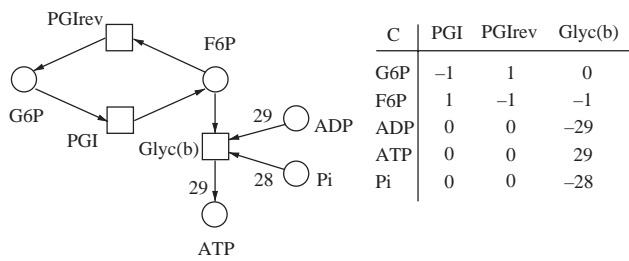 PGIrev
F6P
G6P
PGI
29
ADP
Glyc(b)
28
Pi
29
ATP
C PGI PGIrev Glyc(b)
G6P –1 1 0
F6P 1 –1 –1
ADP 0 0 –29
ATP 0 0 29
Pi 0 0 –28